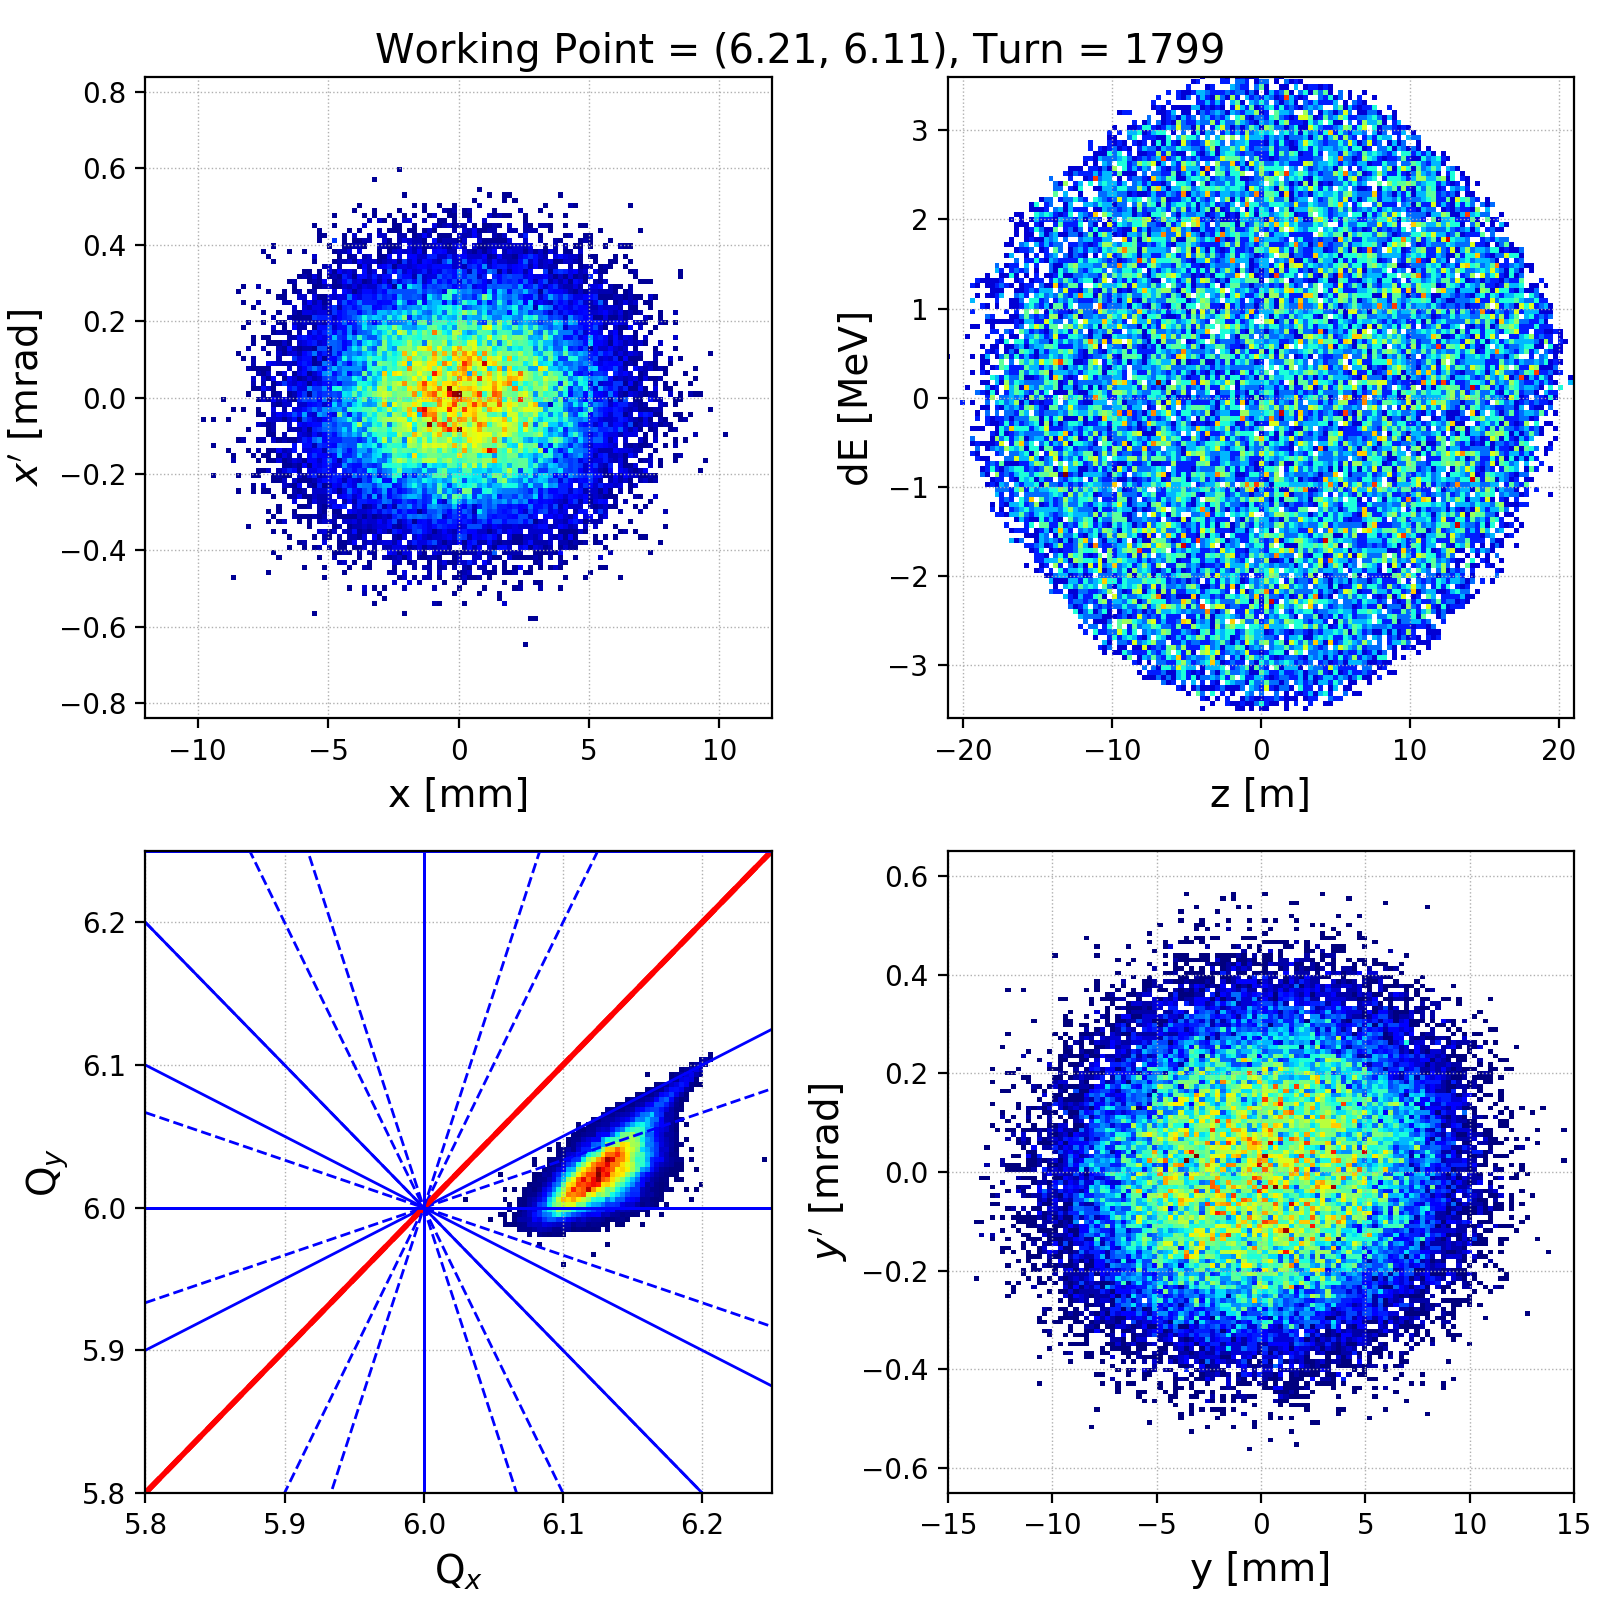 Working Point = (6.21, 6.11), Turn = 1799
0.8
0.6
0.4
0.2
0.0
−0.2
−0.4
−0.6
−0.8
x′ [mrad]
−10 −5 0 5 10
x [mm]
3
2
1
0
−1
−2
−3
dE [MeV]
−20 −10 0 10 20
z [m]
6.2
6.1
6.0
5.9
5.8
Qy
5.8 5.9 6.0 6.1 6.2
Qx
0.6
0.4
0.2
0.0
−0.2
−0.4
−0.6
y′ [mrad]
−15 −10 −5 0 5 10 15
y [mm]